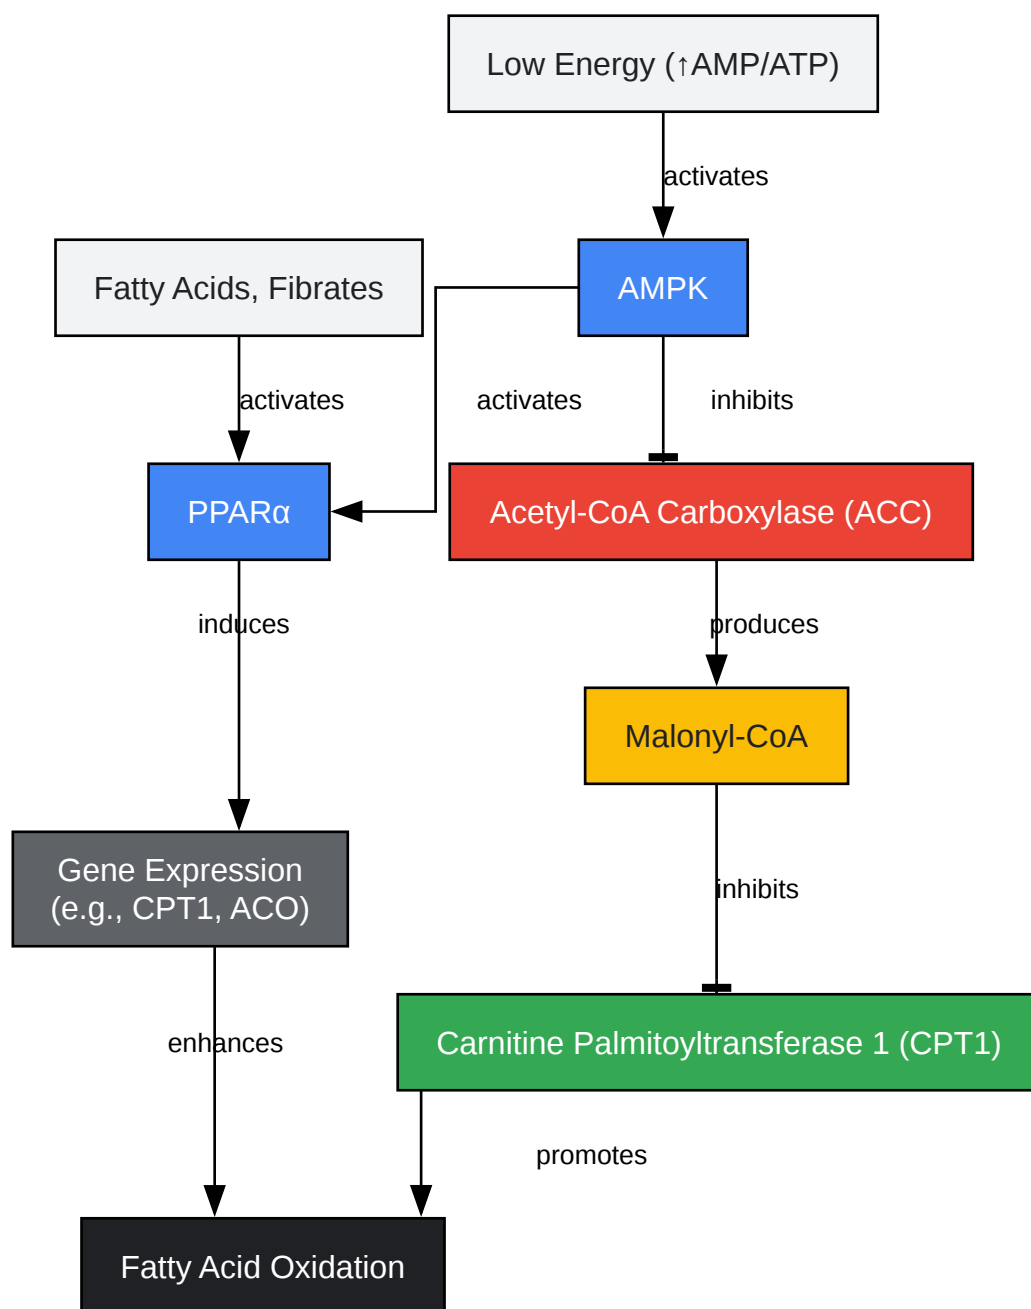 Low Energy (↑AMP/ATP)
activates
Fatty Acids, Fibrates
AMPK
activates
activates
inhibits
PPARα
Acetyl-CoA Carboxylase (ACC)
induces
produces
Malonyl-CoA
Gene Expression
(e.g., CPT1, ACO)
inhibits
enhances
Carnitine Palmitoyltransferase 1 (CPT1)
promotes
Fatty Acid Oxidation